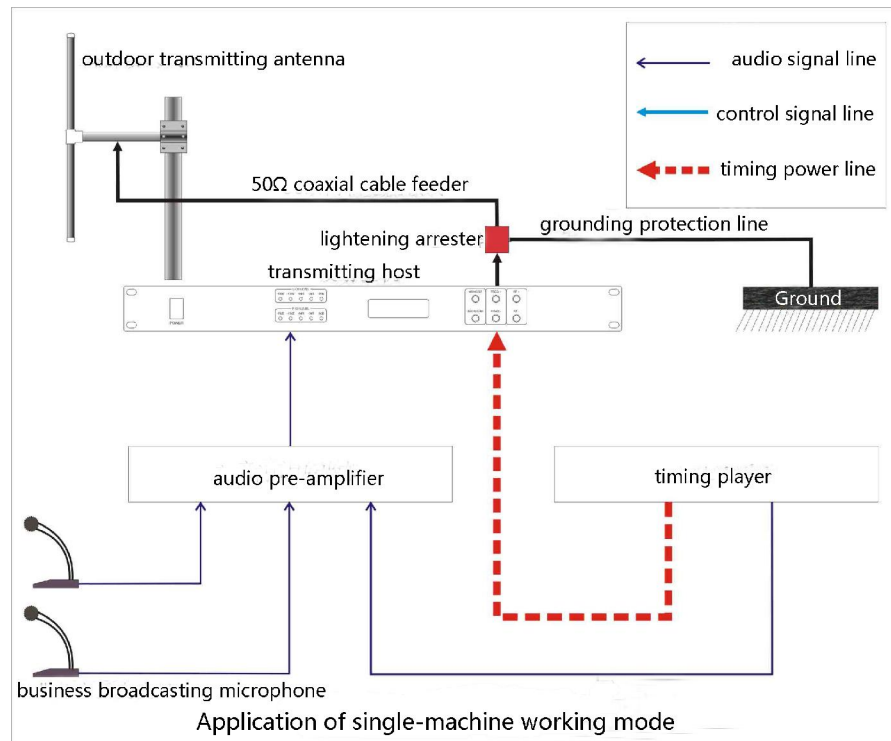 outdoor transmitting antenna
audio signal line
control signal line
timing power line
50Ω coaxial cable feeder
grounding protection line
lightening arrester
transmitting host
Ground
audio pre-amplifier
timing player
business broadcasting microphone
Application of single-machine working mode